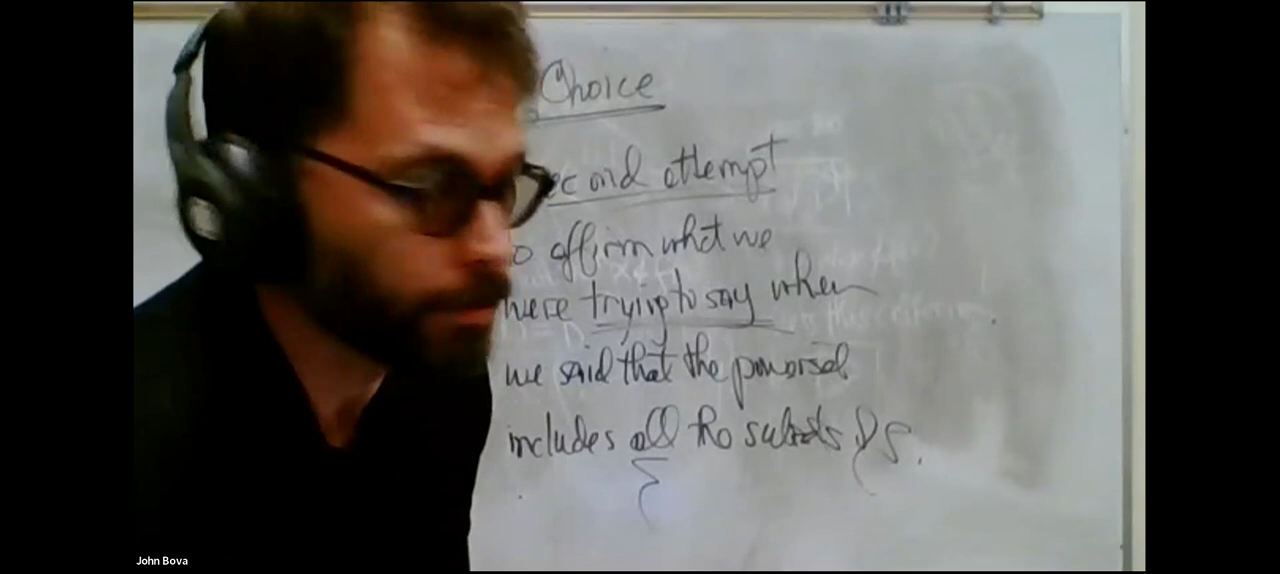 Choice
econd attempt
o affirm what we
were trying to say when
we said that the powerset
includes all the subsets of S.
John Bova